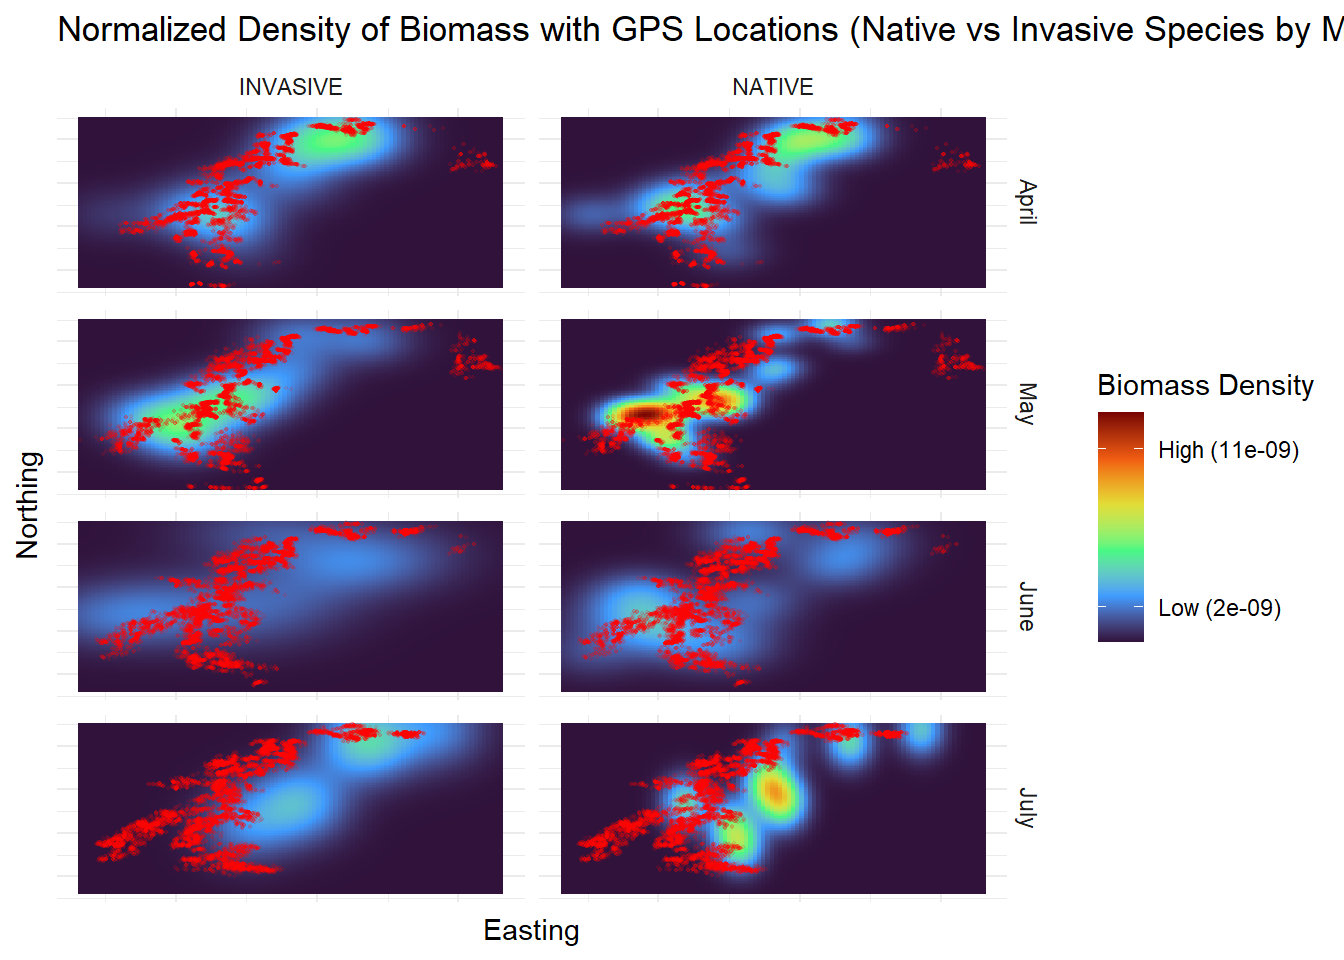 Normalized Density of Biomass with GPS Locations (Native vs Invasive Species by M
INVASIVE
NATIVE
April
May
June
July
Northing
Easting
Biomass Density
High (11e-09)
Low (2e-09)